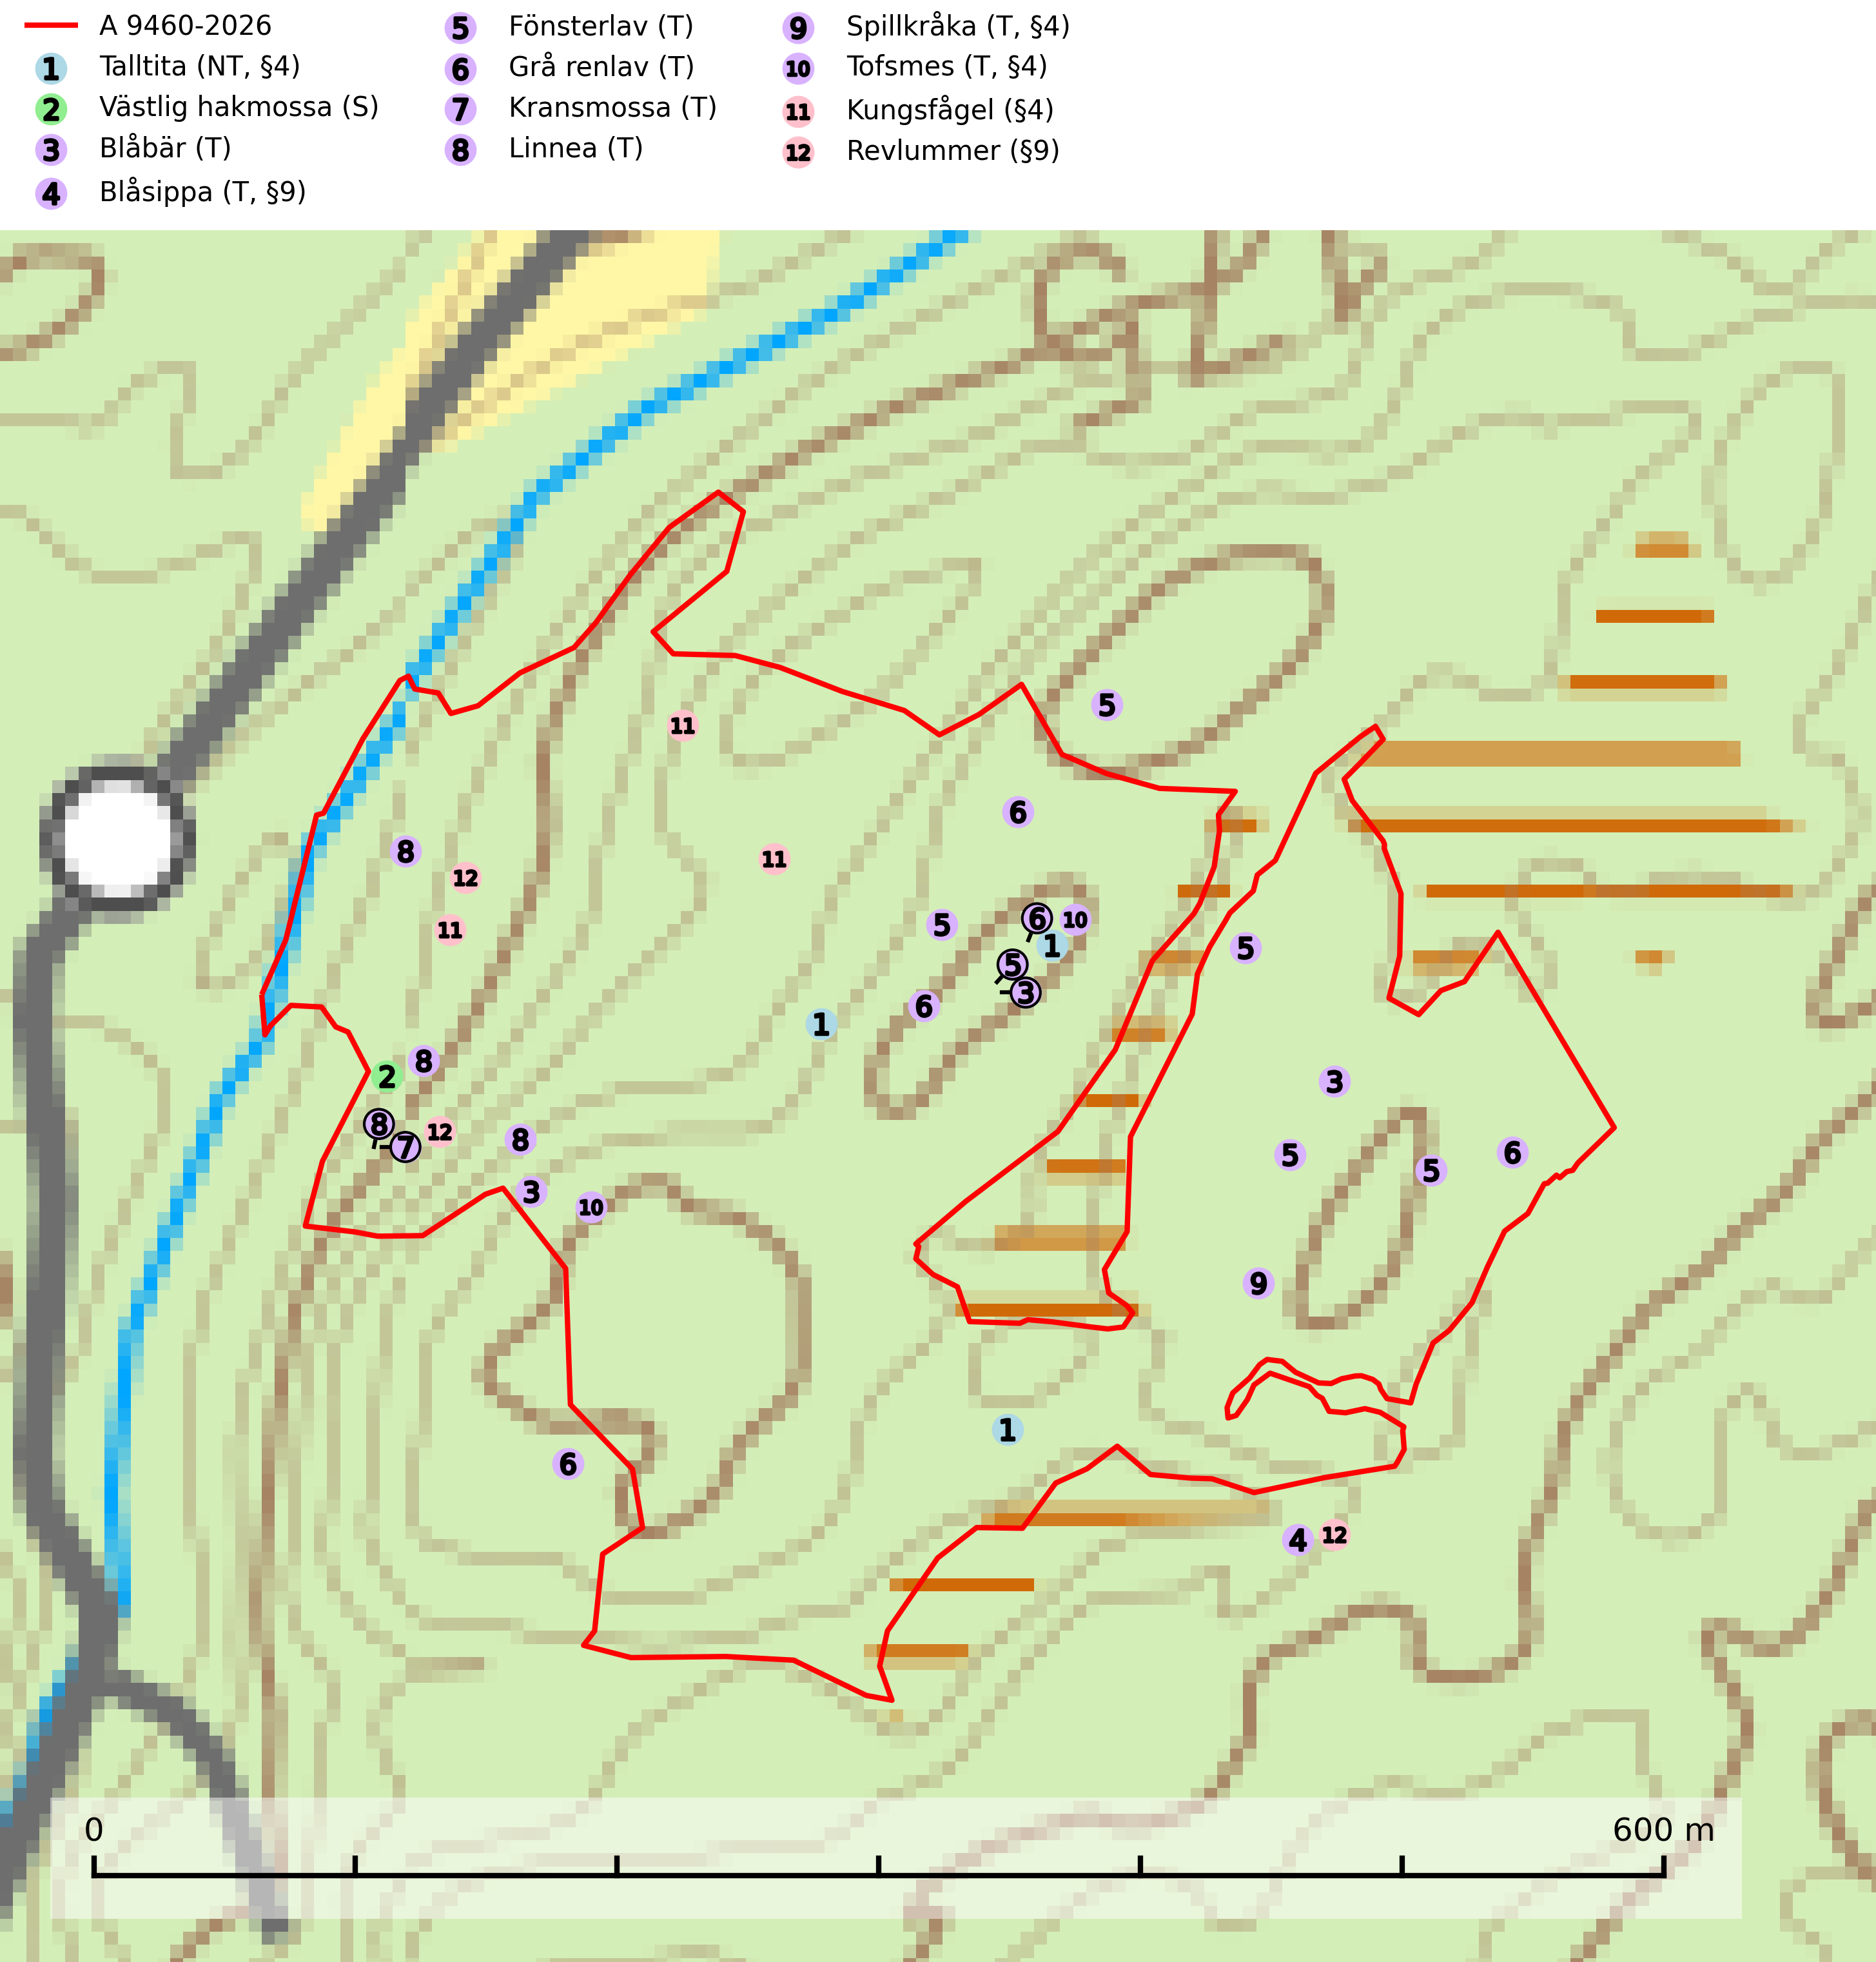 A 9460-2026
1 Talltita (NT, §4)
2 Västlig hakmossa (S)
3 Blåbär (T)
4 Blåsippa (T, §9)
5 Fönsterlav (T)
6 Grå renlav (T)
7 Kransmossa (T)
8 Linnea (T)
9 Spillkråka (T, §4)
10 Tofsmes (T, §4)
11 Kungsfågel (§4)
12 Revlummer (§9)
5
11
6
8
11
12
6
10
5
11
1
5
5
3
6
1
8
2
3
8
12
8
7
6
5
5
3
10
9
1
6
12
4
0
600 m